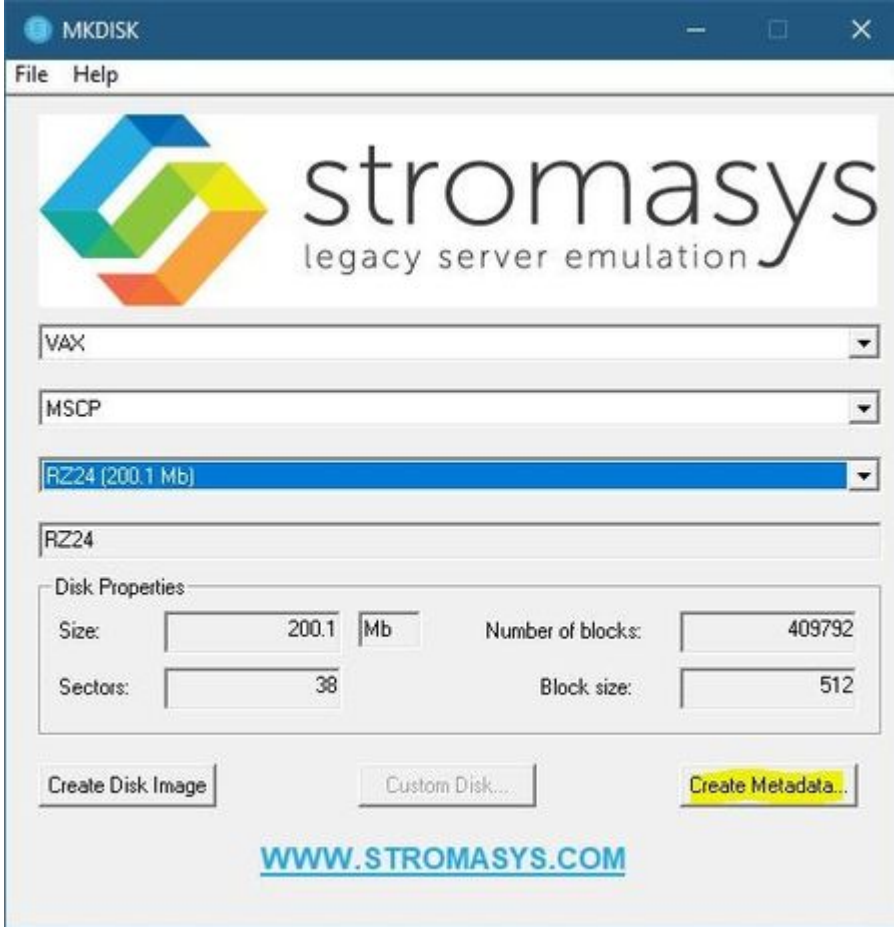 MKDISK
File Help
stromasys
legacy server emulation
VAX
MSCP
RZ24 (200.1 Mb)
RZ24
Disk Properties
Size: 200.1 Mb Number of blocks: 409792
Sectors: 38 Block size: 512
Create Disk Image Custom Disk... Create Metadata...
WWW.STROMASYS.COM